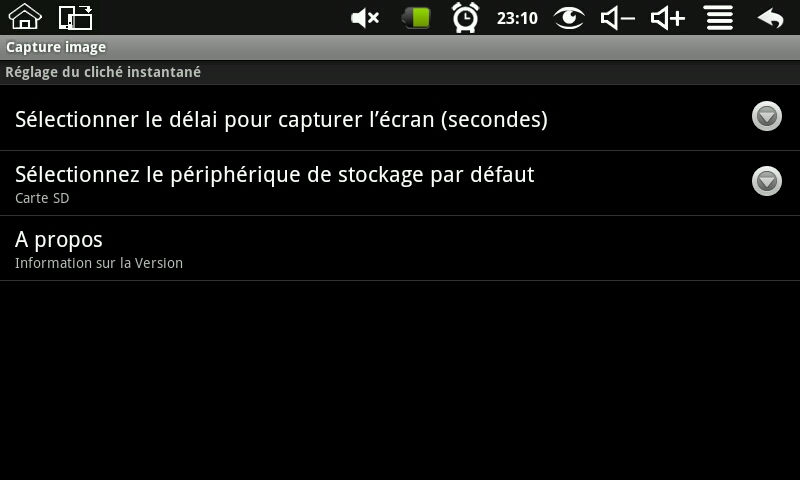 23:10
Capture image
Réglage du cliché instantané
Sélectionner le délai pour capturer l’écran (secondes)
Sélectionnez le périphérique de stockage par défaut
Carte SD
A propos
Information sur la Version